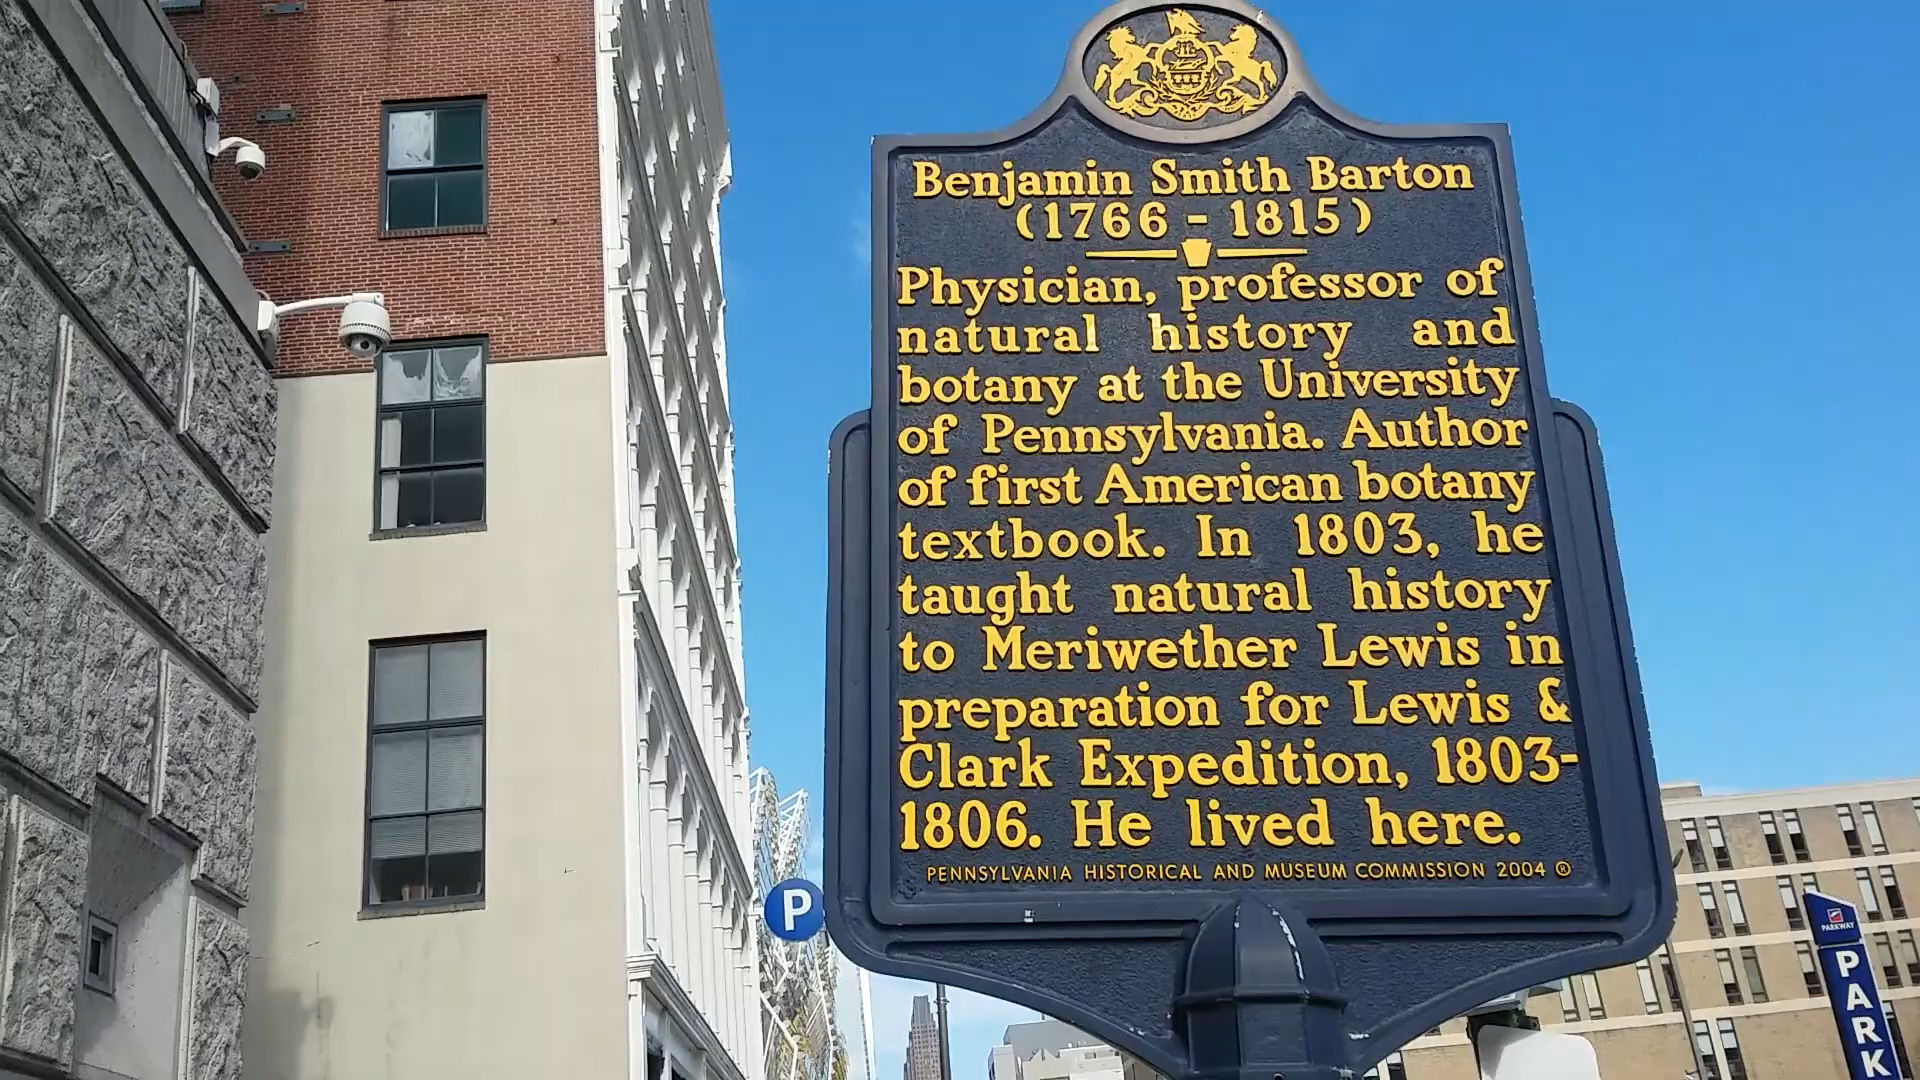 Benjamin Smith Barton
(1766 - 1815)
Physician, professor of
natural history and
botany at the University
of Pennsylvania. Author
of first American botany
textbook. In 1803, he
taught natural history
to Meriwether Lewis in
preparation for Lewis &
Clark Expedition, 1803-
1806. He lived here.
PENNSYLVANIA HISTORICAL AND MUSEUM COMMISSION 2004 ®
P
PARKWAY
PARK